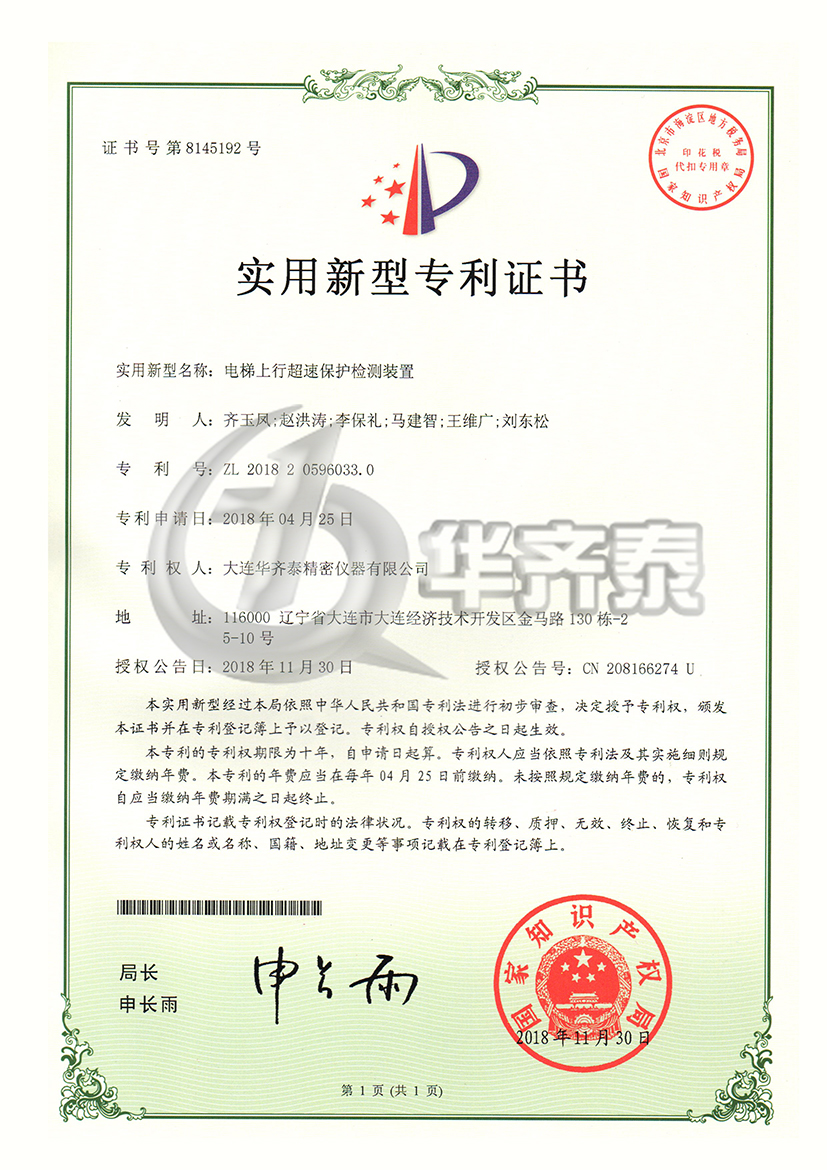 证书号第8145192号
北京市海淀区地方税务局
印花税
代扣专用章
国家知识产权局
实用新型专利证书
实用新型名称：电梯上行超速保护检测装置
发明人：齐玉凤;赵洪涛;李保礼;马建智;王维广;刘东松
专利号：ZL 2018 2 0596033.0
专利申请日：2018年04月25日
华齐泰
专利权人：大连华齐泰精密仪器有限公司
地址：116000 辽宁省大连市大连经济技术开发区金马路130栋-2
5-10号
授权公告日：2018年11月30日 授权公告号：CN 208166274 U
本实用新型经过本局依照中华人民共和国专利法进行初步审查，决定授予专利权，颁发
本证书并在专利登记簿上予以登记。专利权自授权公告之日起生效。
本专利的专利权期限为十年，自申请日起算。专利权人应当依照专利法及其实施细则规
定缴纳年费。本专利的年费应当在每年04月25日前缴纳。未按照规定缴纳年费的，专利权
自应当缴纳年费期满之日起终止。
专利证书记载专利权登记时的法律状况。专利权的转移、质押、无效、终止、恢复和专
利权人的姓名或名称、国籍、地址变更等事项记载在专利登记簿上。
局长
申长雨
申长雨
国家知识产权局
2018年11月30日
第1页(共1页)